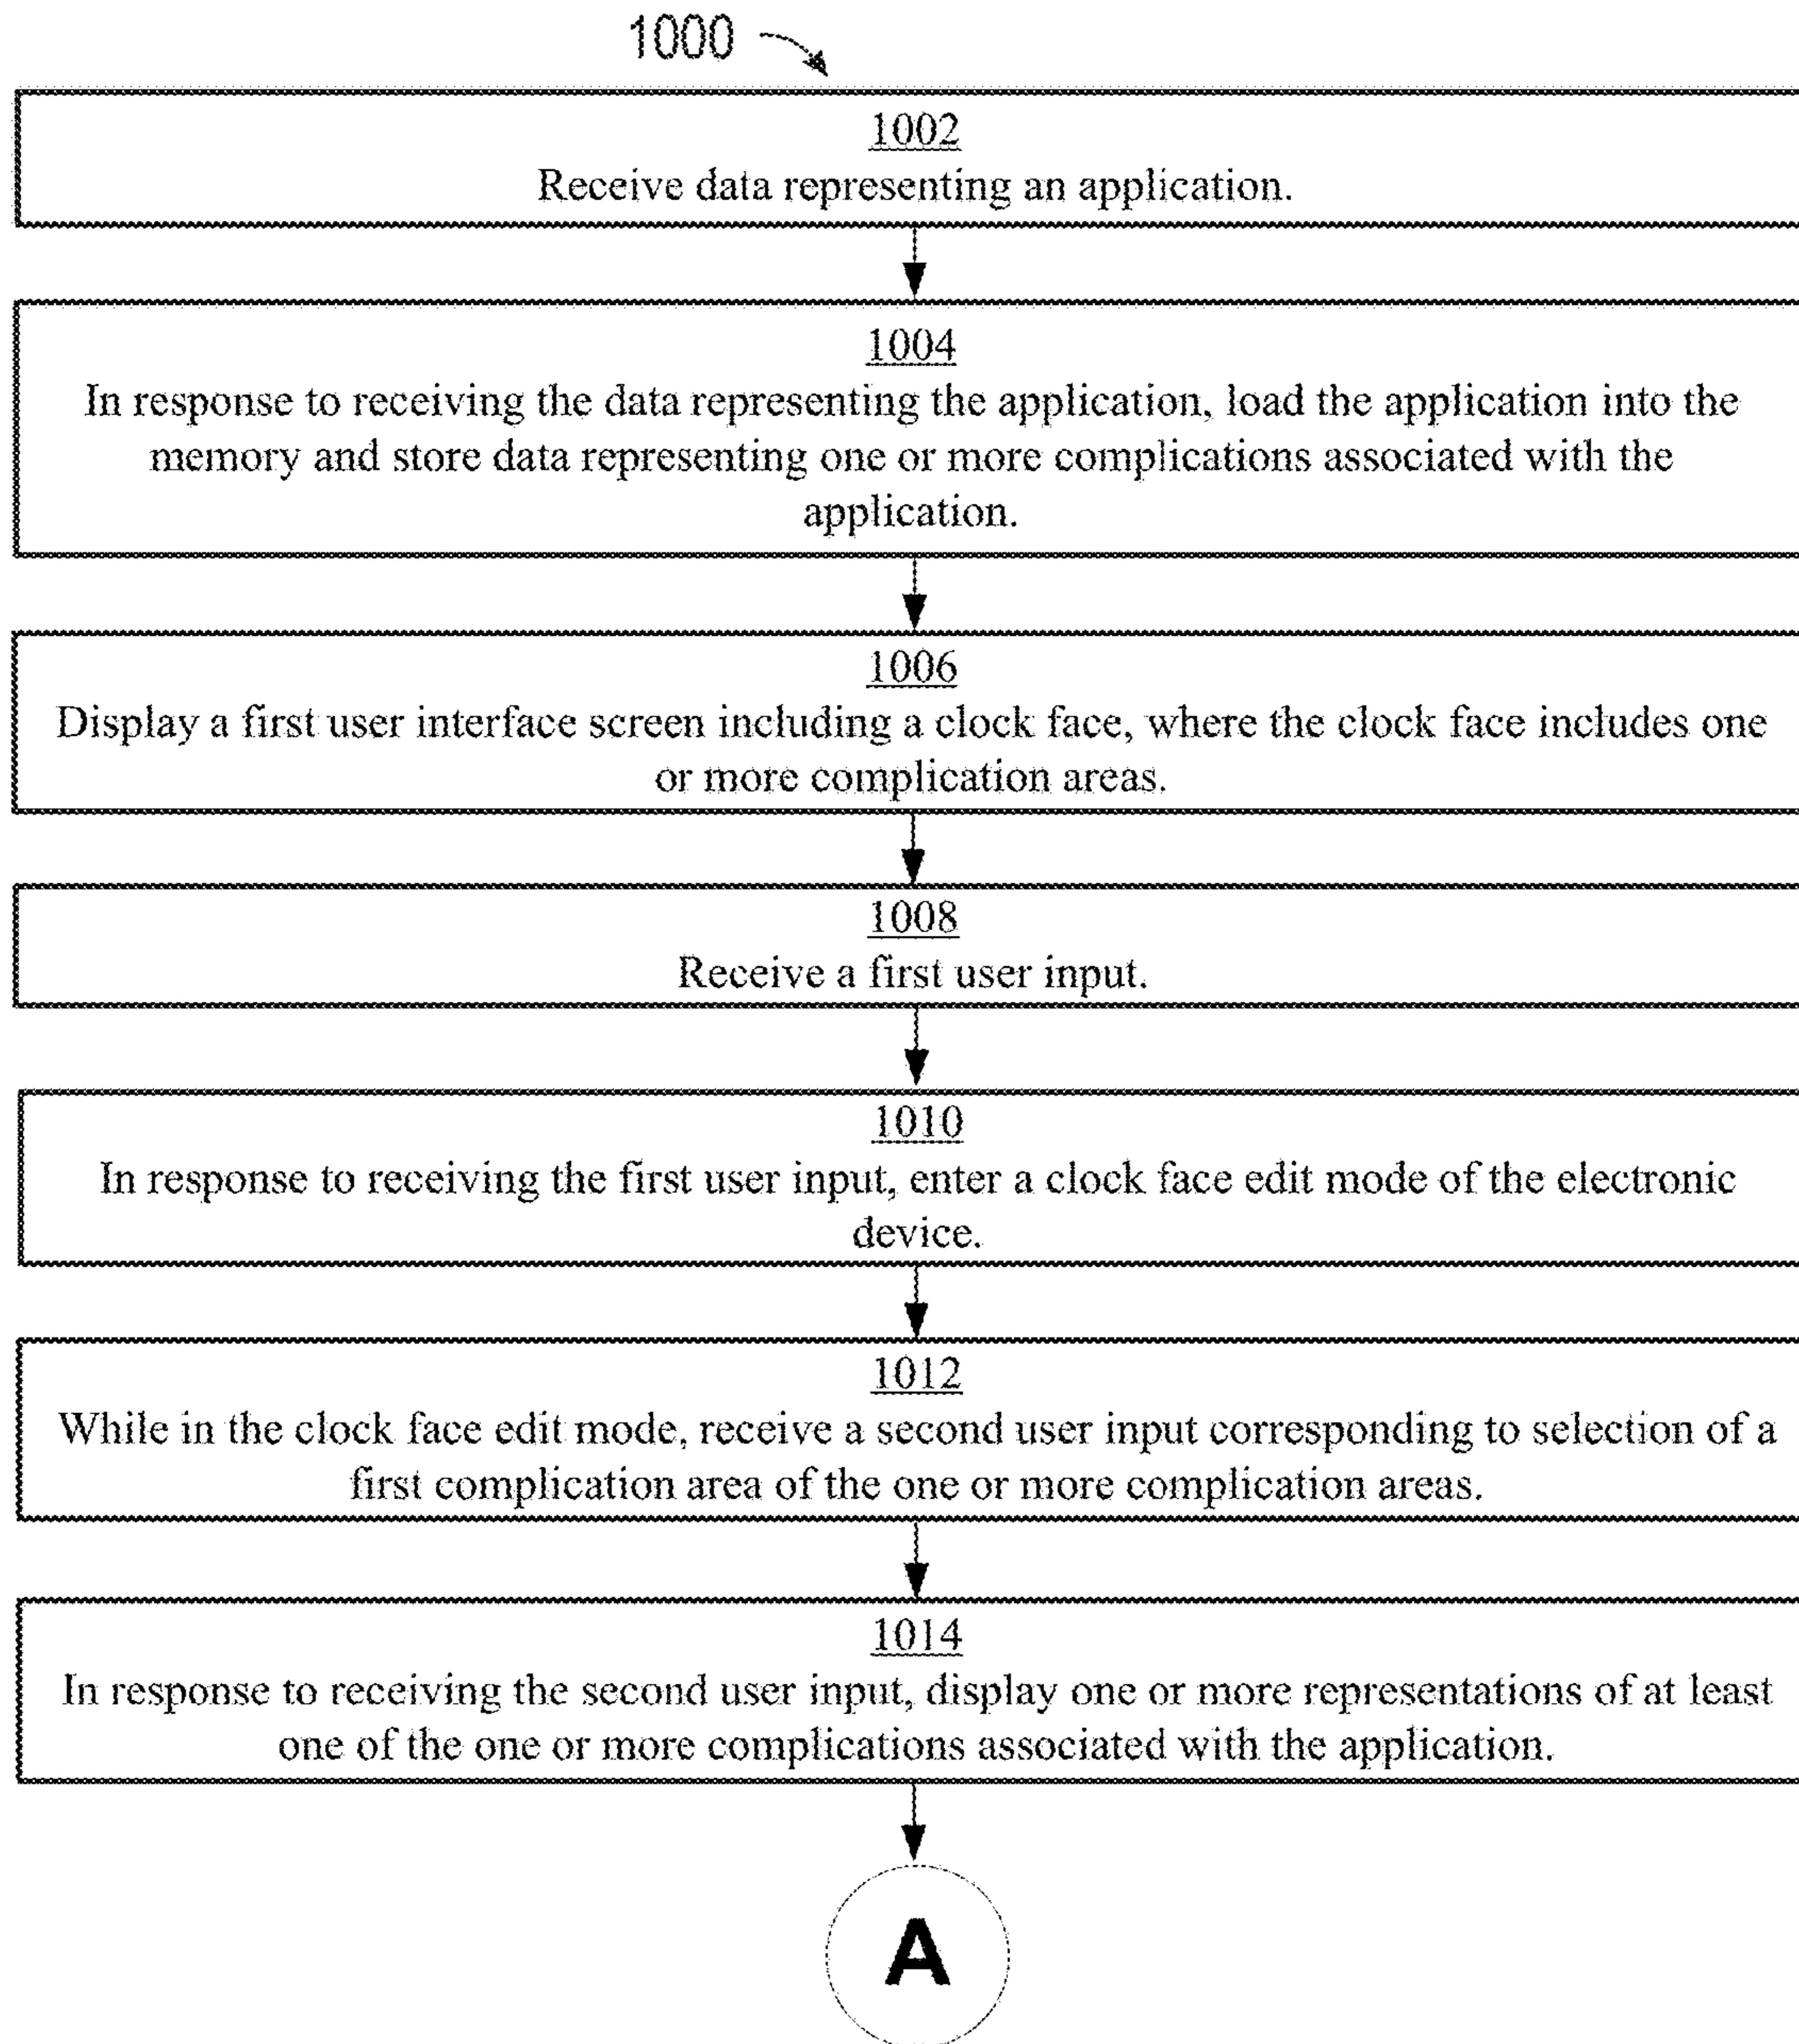 1000
1002
Receive data representing an application.
1004
In response to receiving the data representing the application, load the application into the
memory and store data representing one or more complications associated with the
application.
1006
Display a first user interface screen including a clock face, where the clock face includes one
or more complication areas.
1008
Receive a first user input.
1010
In response to receiving the first user input, enter a clock face edit mode of the electronic
device.
1012
While in the clock face edit mode, receive a second user input corresponding to selection of a
first complication area of the one or more complication areas.
1014
In response to receiving the second user input, display one or more representations of at least
one of the one or more complications associated with the application.
A